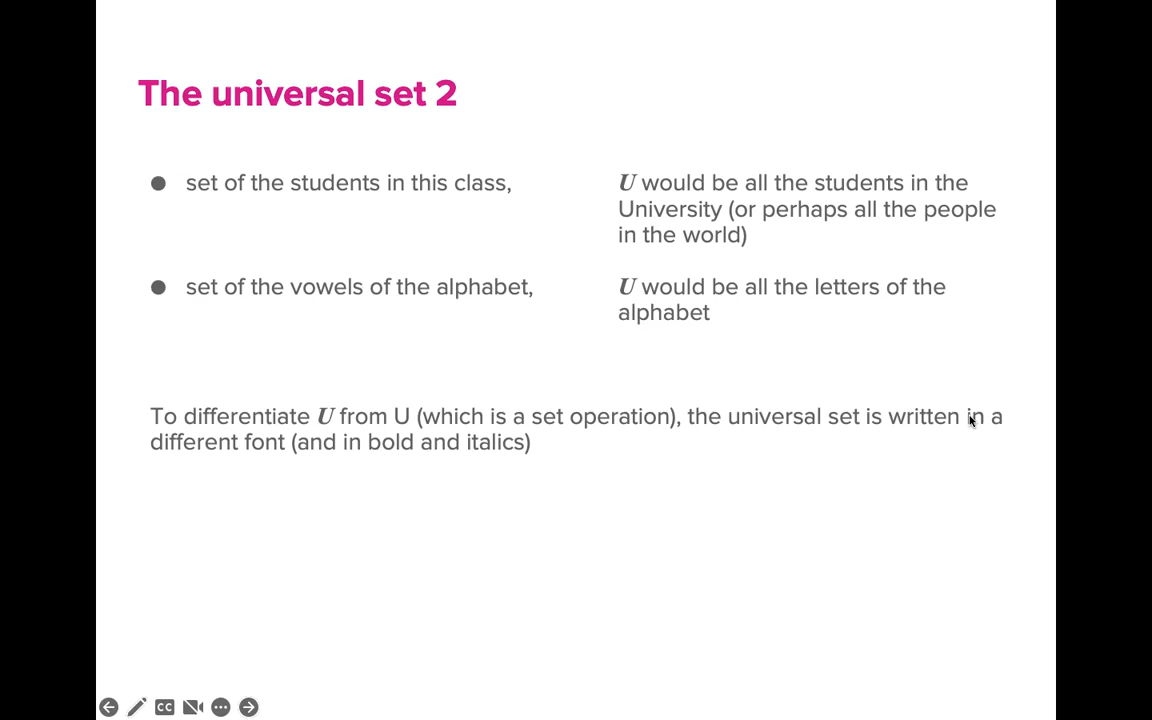 The universal set 2
● set of the students in this class,
U would be all the students in the
University (or perhaps all the people
in the world)
● set of the vowels of the alphabet,
U would be all the letters of the
alphabet
To differentiate U from U (which is a set operation), the universal set is written in a
different font (and in bold and italics)
CC